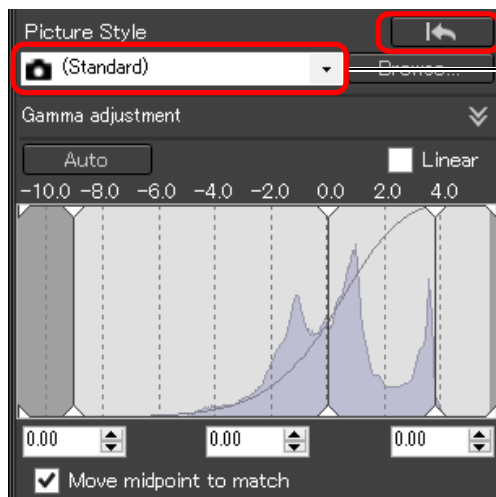 Picture Style
(Standard)
Browse...
Gamma adjustment
Auto
Linear
-10.0 -8.0 -6.0 -4.0 -2.0 0.0 2.0 4.0
0.00 0.00 0.00
Move midpoint to match